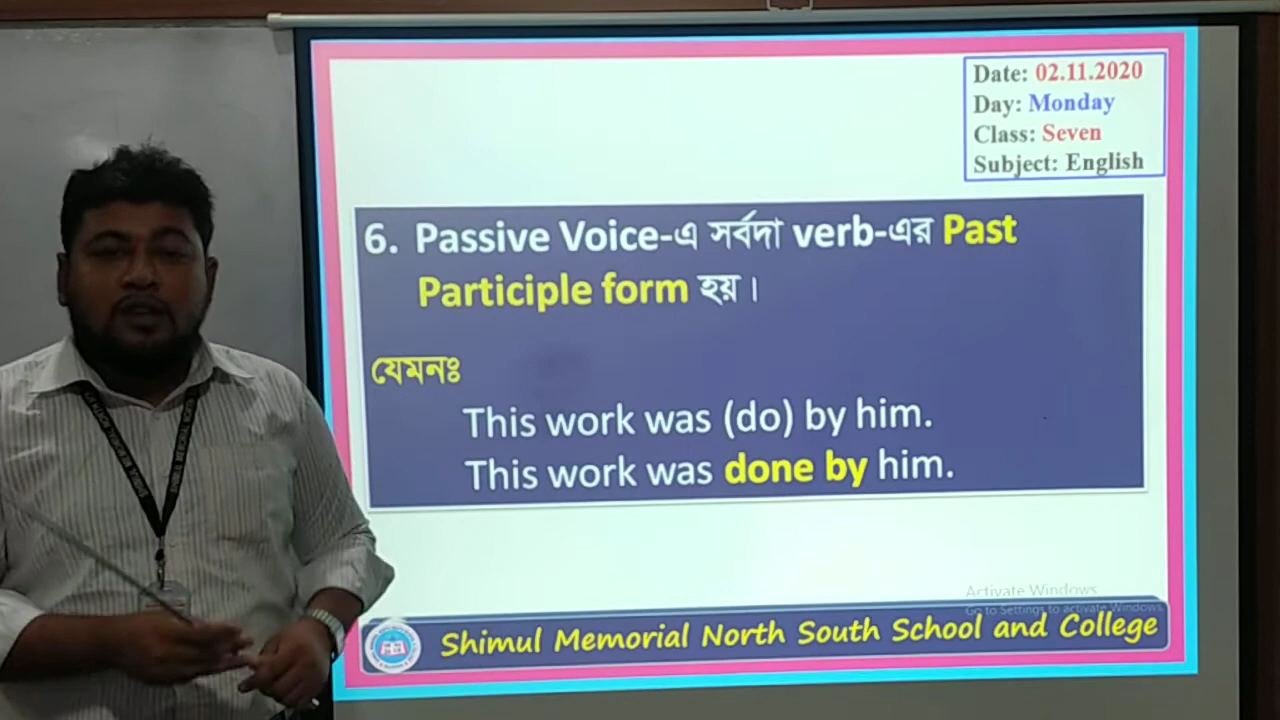 Date: 02.11.2020
Day: Monday
Class: Seven
Subject: English
6. Passive Voice-এ সর্বদা verb-এর Past
Participle form হয়।
যেমনঃ
This work was (do) by him.
This work was done by him.
Activate Windows
Go to Settings to activate Windows.
Shimul Memorial North South School and College